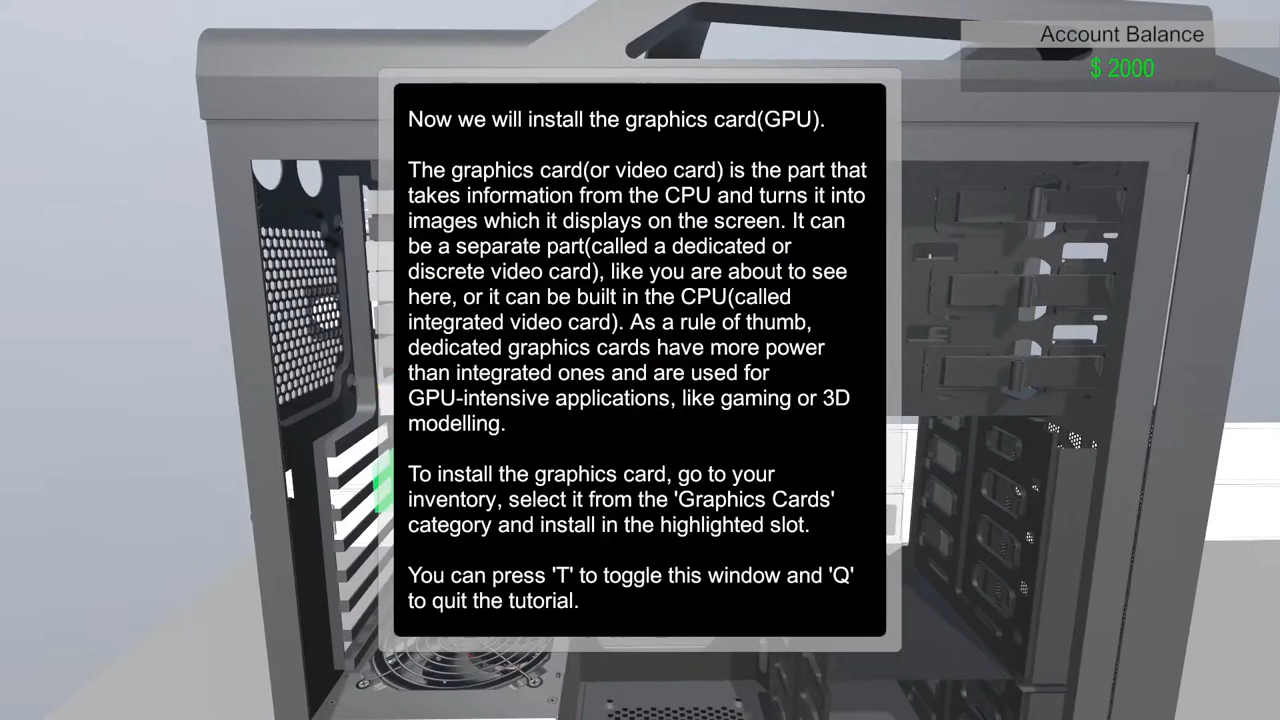 Account Balance
$ 2000
Now we will install the graphics card(GPU).
The graphics card(or video card) is the part that
takes information from the CPU and turns it into
images which it displays on the screen. It can
be a separate part(called a dedicated or
discrete video card), like you are about to see
here, or it can be built in the CPU(called
integrated video card). As a rule of thumb,
dedicated graphics cards have more power
than integrated ones and are used for
GPU-intensive applications, like gaming or 3D
modelling.
To install the graphics card, go to your
inventory, select it from the 'Graphics Cards'
category and install in the highlighted slot.
You can press 'T' to toggle this window and 'Q'
to quit the tutorial.